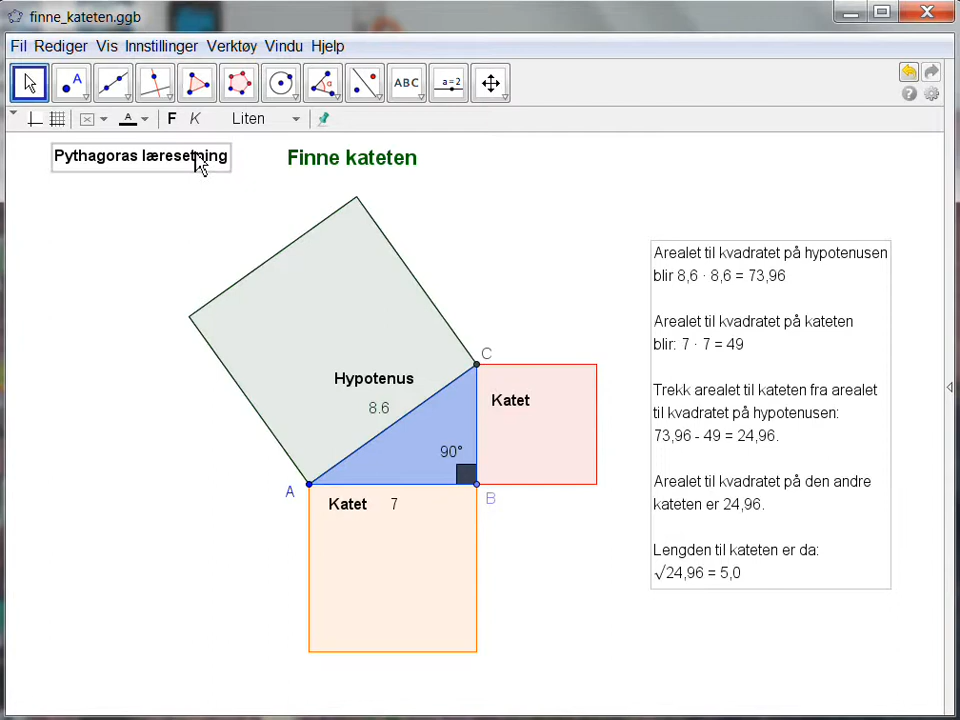 finne_kateten.ggb
Fil Rediger Vis Innstillinger Verktøy Vindu Hjelp
A
α
ABC
a=2
A
F
K
Liten
Pythagoras læresetning
Finne kateten
C
Hypotenus
8.6
Katet
90°
A
B
Katet 7
Arealet til kvadratet på hypotenusen
blir 8,6 · 8,6 = 73,96
Arealet til kvadratet på kateten
blir: 7 · 7 = 49
Trekk arealet til kateten fra arealet
til kvadratet på hypotenusen:
73,96 - 49 = 24,96.
Arealet til kvadratet på den andre
kateten er 24,96.
Lengden til kateten er da:
√24,96 = 5,0